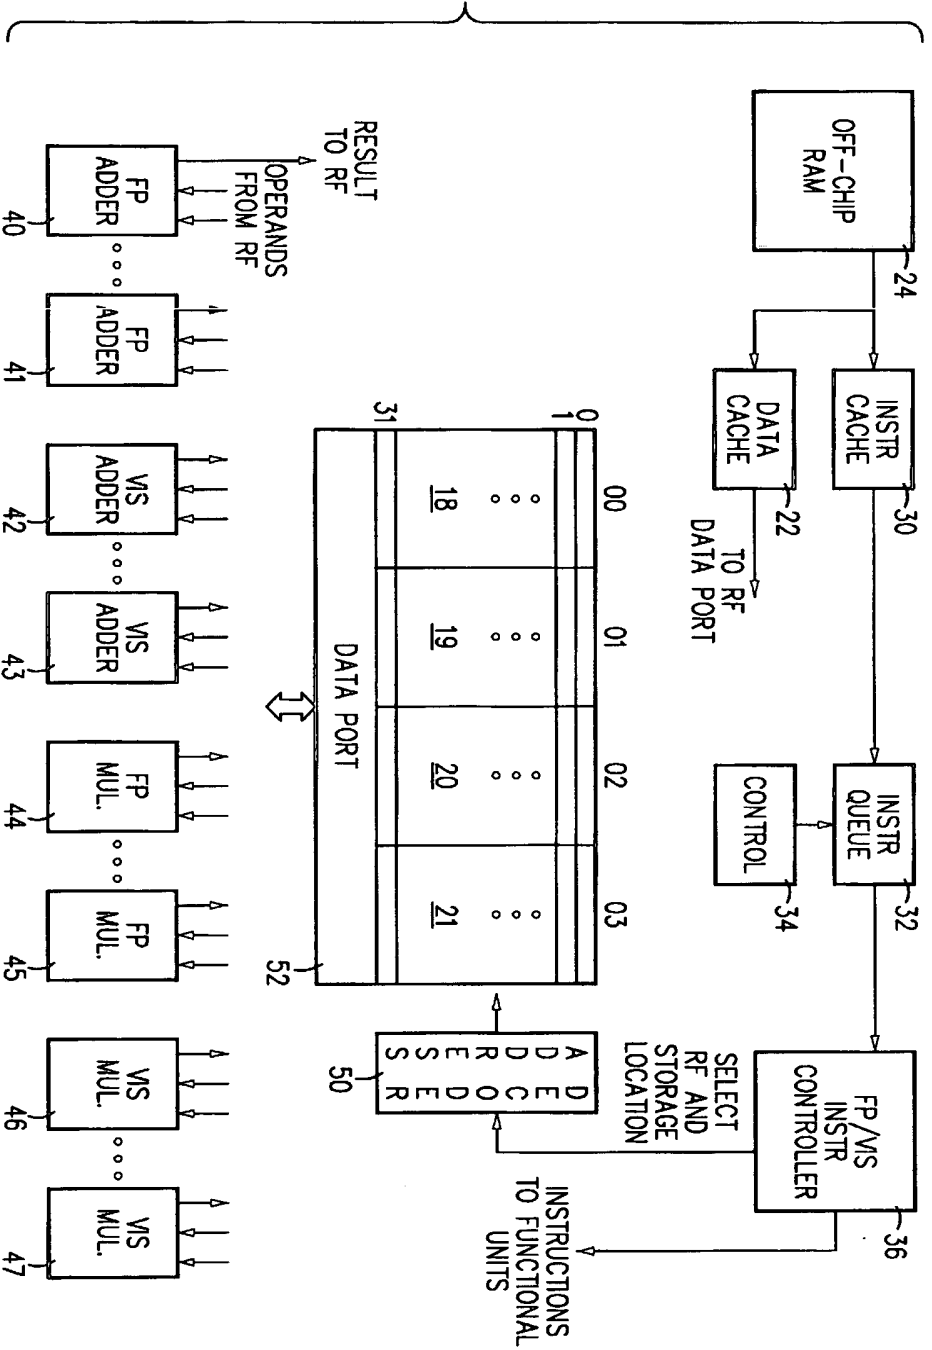 OFF-CHIP
RAM
24
INSTR
CACHE
30
DATA
CACHE
22
TO RF
DATA PORT
INSTR
QUEUE
32
CONTROL
34
FP/VIS
INSTR
CONTROLLER
36
SELECT
RF AND
STORAGE
LOCATION
INSTRUCTIONS
TO FUNCTIONAL
UNITS
00
01
02
03
0
1
31
18
19
20
21
DATA PORT
52
A D
D E
D C
R O
E D
S E
S R
50
RESULT
TO RF
OPERANDS
FROM RF
FP
ADDER
40
FP
ADDER
41
VIS
ADDER
42
VIS
ADDER
43
FP
MUL.
44
FP
MUL.
45
VIS
MUL.
46
VIS
MUL.
47